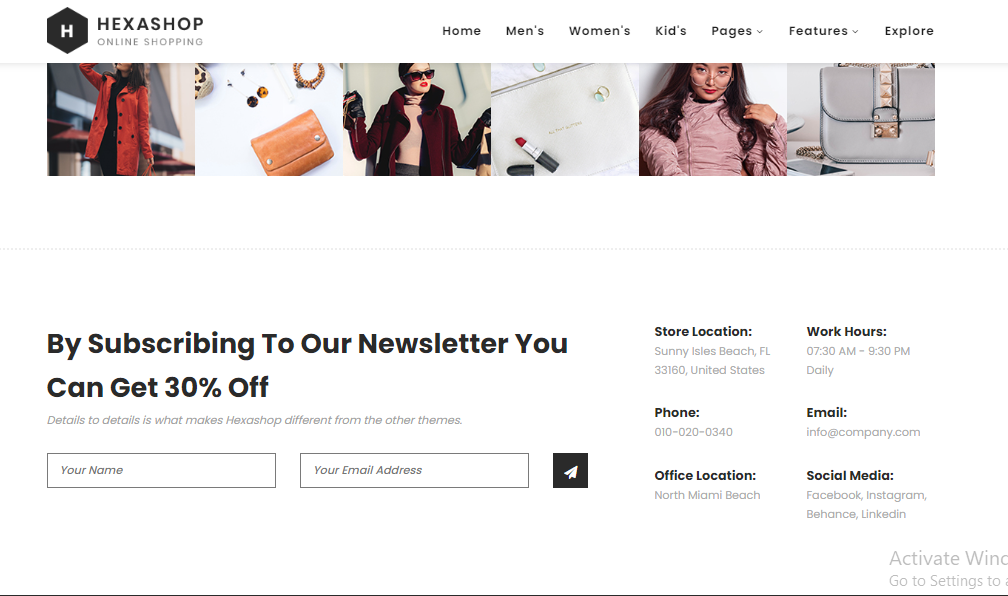 H
HEXASHOP
ONLINE SHOPPING
Home Men's Women's Kid's Pages Features Explore
By Subscribing To Our Newsletter You
Can Get 30% Off
Details to details is what makes Hexashop different from the other themes.
Your Name
Your Email Address
Store Location:
Sunny Isles Beach, FL
33160, United States
Work Hours:
07:30 AM - 9:30 PM
Daily
Phone:
010-020-0340
Email:
info@company.com
Office Location:
North Miami Beach
Social Media:
Facebook, Instagram,
Behance, Linkedin
Activate Wind
Go to Settings to a